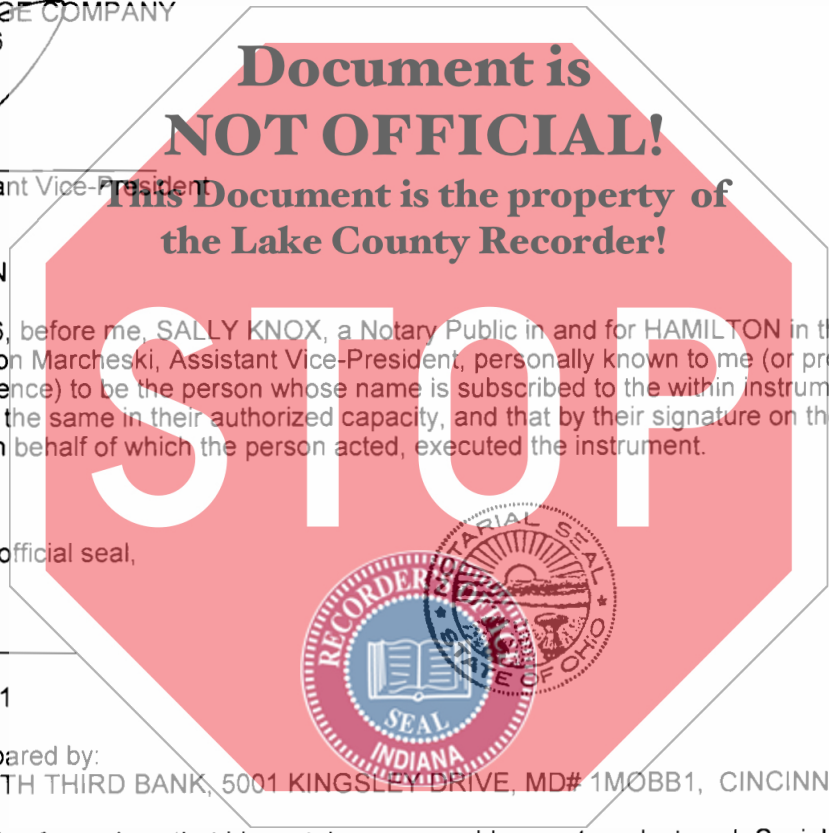 GE COMPANY
Document is
NOT OFFICIAL!
ant Vice-President
This Document is the property of
the Lake County Recorder!
N
STOP
, before me, SALLY KNOX, a Notary Public in and for HAMILTON in th
on Marcheski, Assistant Vice-President, personally known to me (or pro
ence) to be the person whose name is subscribed to the within instrum
the same in their authorized capacity, and that by their signature on th
behalf of which the person acted, executed the instrument.
official seal,
NOTARIAL SEAL
STATE OF OHIO
RECORDER'S OFFICE
SEAL
INDIANA
1
pared by:
TH THIRD BANK, 5001 KINGSLEY DRIVE, MD# 1MOBB1, CINCINN